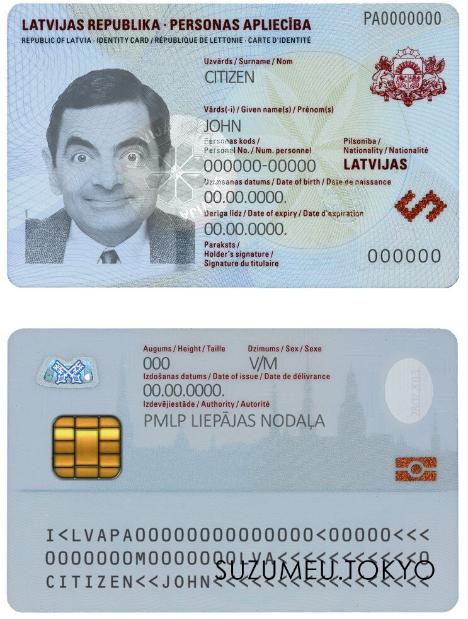 LATVIJAS REPUBLIKA · PERSONAS APLIECĪBA PA0000000
REPUBLIC OF LATVIA · IDENTITY CARD / RÉPUBLIQUE DE LETTONIE · CARTE D'IDENTITÉ
Uzvārds / Surname / Nom
CITIZEN
Vārds(-i) / Given name(s) / Prénom(s)
JOHN
Personas kods / Pilsonība /
Personal No. / Num. personnel Nationality / Nationalité
000000-00000 LATVIJAS
Dzimšanas datums / Date of birth / Date de naissance
00.00.0000.
Derīga līdz / Date of expiry / Date d'expiration
00.00.0000.
Paraksts /
Holder's signature / 000000
Signature du titulaire
Augums / Height / Taille Dzimums / Sex / Sexe
000 V/M
Izdošanas datums / Date of issue / Date de délivrance
00.00.0000.
Izdevējiestāde / Authority / Autorité
PMLP LIEPĀJAS NODAĻA
I<LVAPA0000000000000000<00000<<<
0000000M0000000LVA<<<<<<<<<<<0
CITIZEN<<JOHN<<<<<<<<<<<<<<<<<
SUZUMEU.TOKYO